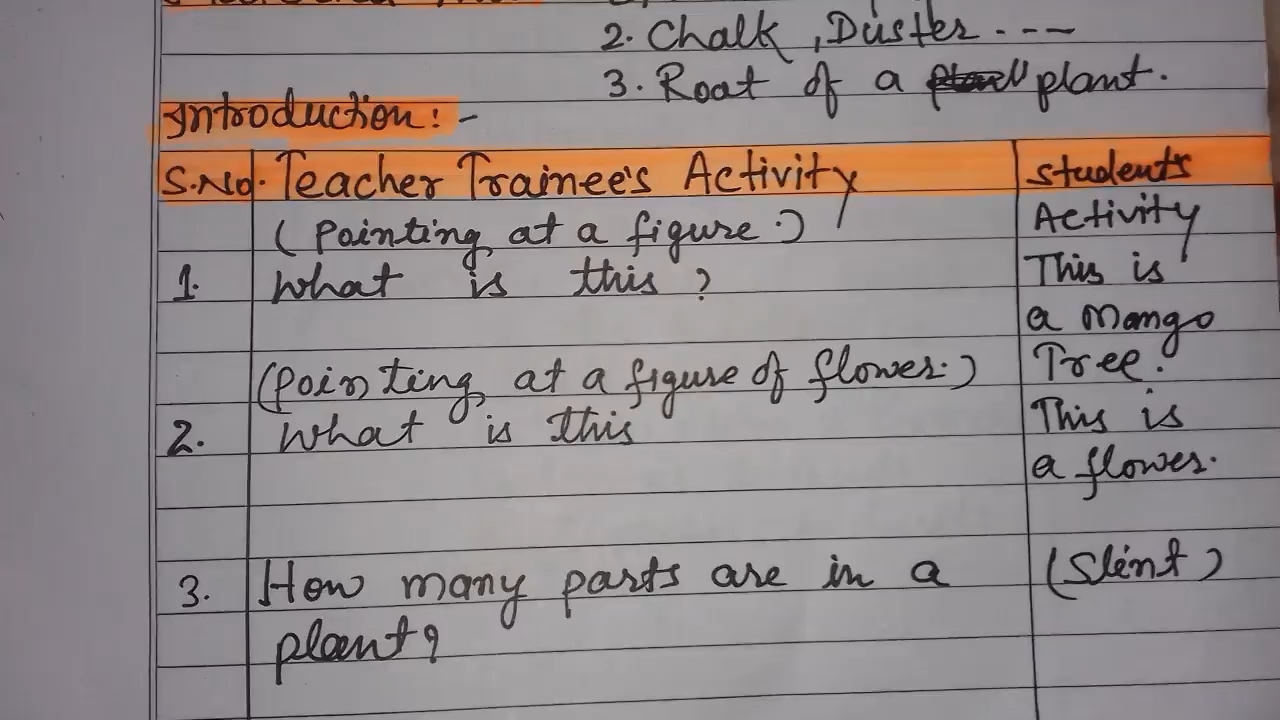 2. Chalk, Duster . ---
3. Roat of a plant.
Introduction: -
S.No. Teacher Trainee's Activity students
(pointing at a figure.) Activity
1. What is this? This is
a Mango
(pointing at a figure of flower.) Tree.
2. What is this This is
a flower.
3. How many parts are in a (Slint)
plant?